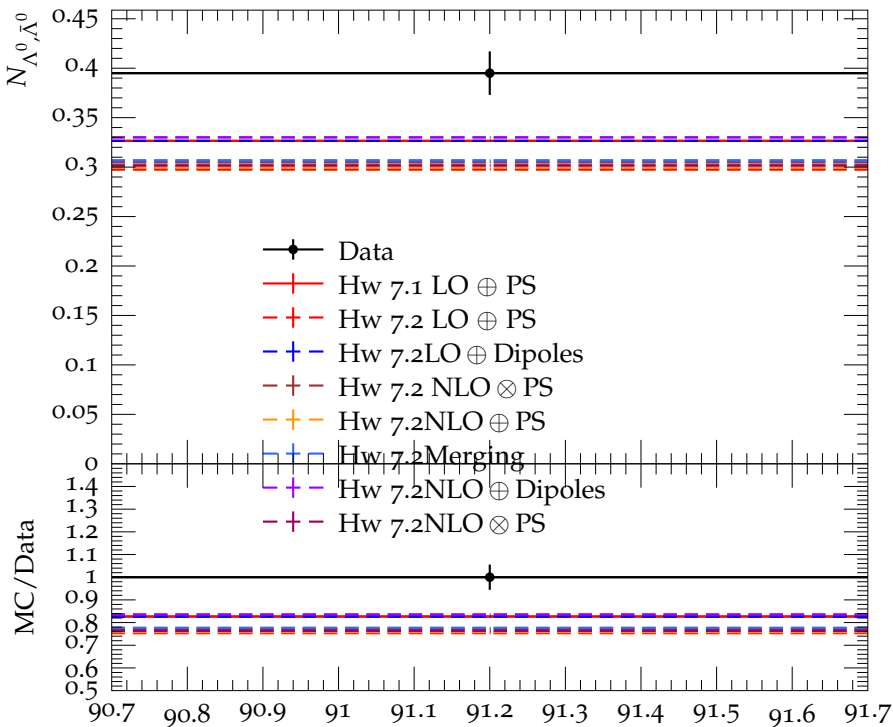 0.45
N_{Λ⁰,Λ̄⁰}
0.4
0.35
0.3
0.25
0.2
0.15
0.1
0.05
0
Data
Hw 7.1 LO ⊕ PS
Hw 7.2 LO ⊕ PS
Hw 7.2LO ⊕ Dipoles
Hw 7.2 NLO ⊗ PS
Hw 7.2NLO ⊕ PS
Hw 7.2Merging
Hw 7.2NLO ⊕ Dipoles
Hw 7.2NLO ⊗ PS
MC/Data
1.4
1.3
1.2
1.1
1
0.9
0.8
0.7
0.6
0.5
90.7 90.8 90.9 91 91.1 91.2 91.3 91.4 91.5 91.6 91.7